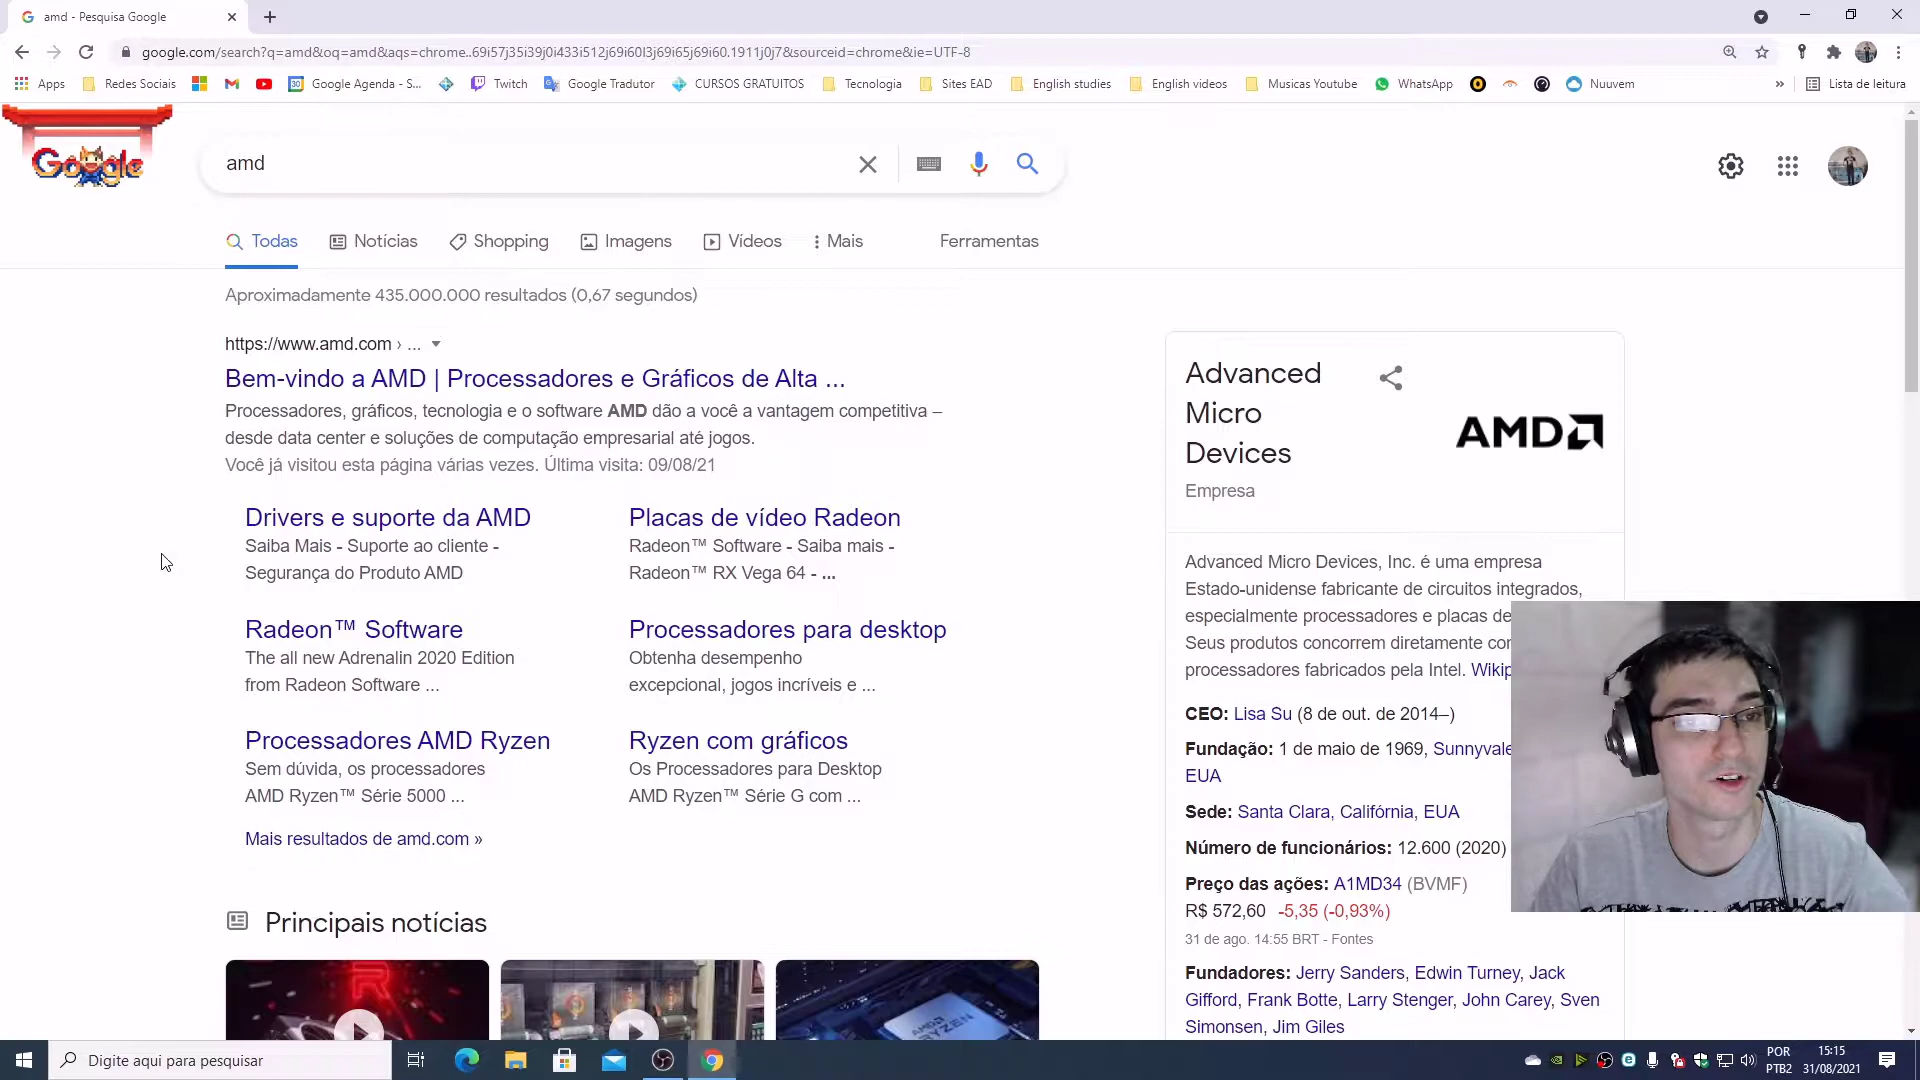 amd - Pesquisa Google
google.com/search?q=amd&oq=amd&aqs=chrome..69i57j35i39j0i433i512j69i60l3j69i65j69i60.1911j0j7&sourceid=chrome&ie=UTF-8
Apps Redes Sociais Google Agenda - S... Twitch Google Tradutor CURSOS GRATUITOS Tecnologia Sites EAD English studies English videos Musicas Youtube WhatsApp Nuuvem » Lista de leitura
Google
amd
Todas Notícias Shopping Imagens Vídeos Mais Ferramentas
Aproximadamente 435.000.000 resultados (0,67 segundos)
https://www.amd.com › ...
Bem-vindo a AMD | Processadores e Gráficos de Alta ...
Processadores, gráficos, tecnologia e o software AMD dão a você a vantagem competitiva –
desde data center e soluções de computação empresarial até jogos.
Você já visitou esta página várias vezes. Última visita: 09/08/21
Drivers e suporte da AMD
Saiba Mais - Suporte ao cliente -
Segurança do Produto AMD
Placas de vídeo Radeon
Radeon™ Software - Saiba mais -
Radeon™ RX Vega 64 - ...
Radeon™ Software
The all new Adrenalin 2020 Edition
from Radeon Software ...
Processadores para desktop
Obtenha desempenho
excepcional, jogos incríveis e ...
Processadores AMD Ryzen
Sem dúvida, os processadores
AMD Ryzen™ Série 5000 ...
Ryzen com gráficos
Os Processadores para Desktop
AMD Ryzen™ Série G com ...
Mais resultados de amd.com »
Principais notícias
AMD
RYZEN
Advanced
Micro
Devices
Empresa
AMD
Advanced Micro Devices, Inc. é uma empresa
Estado-unidense fabricante de circuitos integrados,
especialmente processadores e placas de
Seus produtos concorrem diretamente co
processadores fabricados pela Intel. Wikip
CEO: Lisa Su (8 de out. de 2014–)
Fundação: 1 de maio de 1969, Sunnyvale
EUA
Sede: Santa Clara, Califórnia, EUA
Número de funcionários: 12.600 (2020)
Preço das ações: A1MD34 (BVMF)
R$ 572,60 -5,35 (-0,93%)
31 de ago. 14:55 BRT - Fontes
Fundadores: Jerry Sanders, Edwin Turney, Jack
Gifford, Frank Botte, Larry Stenger, John Carey, Sven
Simonsen, Jim Giles
Digite aqui para pesquisar
POR
PTB2
15:15
31/08/2021